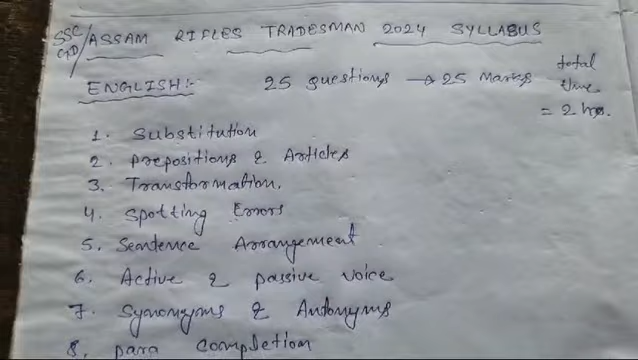 SSC GD/ASSAM RIFLES TRADESMAN 2024 SYLLABUS
ENGLISH:- 25 questions → 25 Marks total time = 2 hrs.
1. Substitution
2. Prepositions & Articles
3. Transformation.
4. Spotting Errors
5. Sentence Arrangement
6. Active & passive voice
7. Synonyms & Antonyms
8. para completion